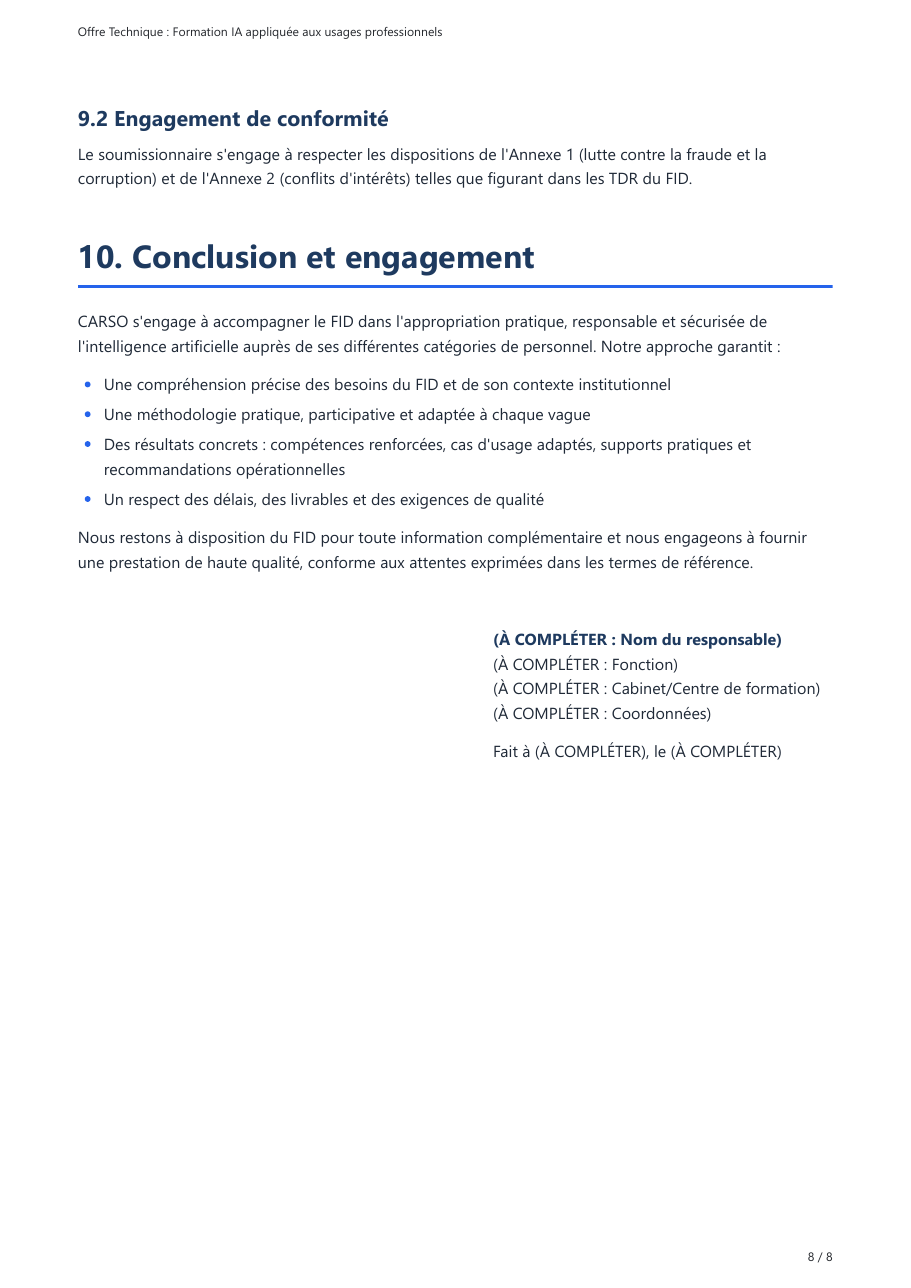 Offre Technique : Formation IA appliquée aux usages professionnels
9.2 Engagement de conformité
Le soumissionnaire s'engage à respecter les dispositions de l'Annexe 1 (lutte contre la fraude et la
corruption) et de l'Annexe 2 (conflits d'intérêts) telles que figurant dans les TDR du FID.
10. Conclusion et engagement
CARSO s'engage à accompagner le FID dans l'appropriation pratique, responsable et sécurisée de
l'intelligence artificielle auprès de ses différentes catégories de personnel. Notre approche garantit :
• Une compréhension précise des besoins du FID et de son contexte institutionnel
• Une méthodologie pratique, participative et adaptée à chaque vague
• Des résultats concrets : compétences renforcées, cas d'usage adaptés, supports pratiques et
recommandations opérationnelles
• Un respect des délais, des livrables et des exigences de qualité
Nous restons à disposition du FID pour toute information complémentaire et nous engageons à fournir
une prestation de haute qualité, conforme aux attentes exprimées dans les termes de référence.
(À COMPLÉTER : Nom du responsable)
(À COMPLÉTER : Fonction)
(À COMPLÉTER : Cabinet/Centre de formation)
(À COMPLÉTER : Coordonnées)
Fait à (À COMPLÉTER), le (À COMPLÉTER)
8 / 8